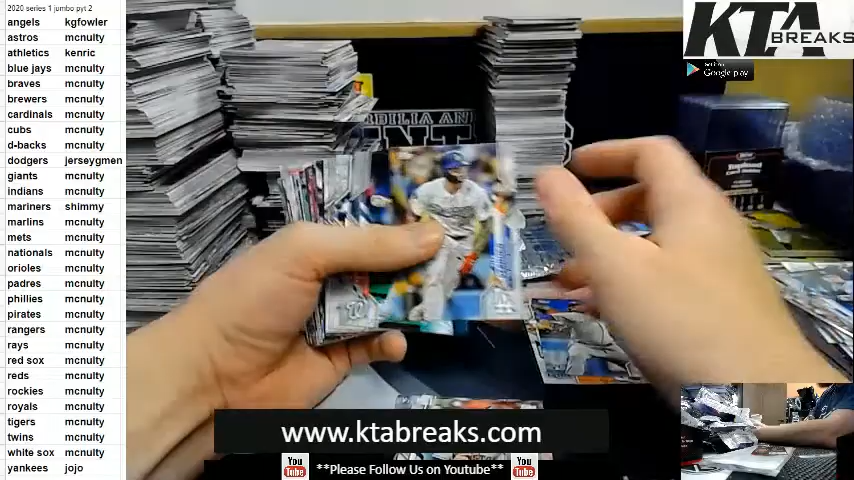 2020 series 1 jumbo pyt 2
angels kgfowler
astros mcnulty
athletics kenric
blue jays mcnulty
braves mcnulty
brewers mcnulty
cardinals mcnulty
cubs mcnulty
d-backs mcnulty
dodgers jerseygmen
giants mcnulty
indians mcnulty
mariners shimmy
marlins mcnulty
mets mcnulty
nationals mcnulty
orioles mcnulty
padres mcnulty
phillies mcnulty
pirates mcnulty
rangers mcnulty
rays mcnulty
red sox mcnulty
reds mcnulty
rockies mcnulty
royals mcnulty
tigers mcnulty
twins mcnulty
white sox mcnulty
yankees jojo
KTA
BREAKS
Google play
www.ktabreaks.com
You
Tube
**Please Follow Us on Youtube**
You
Tube